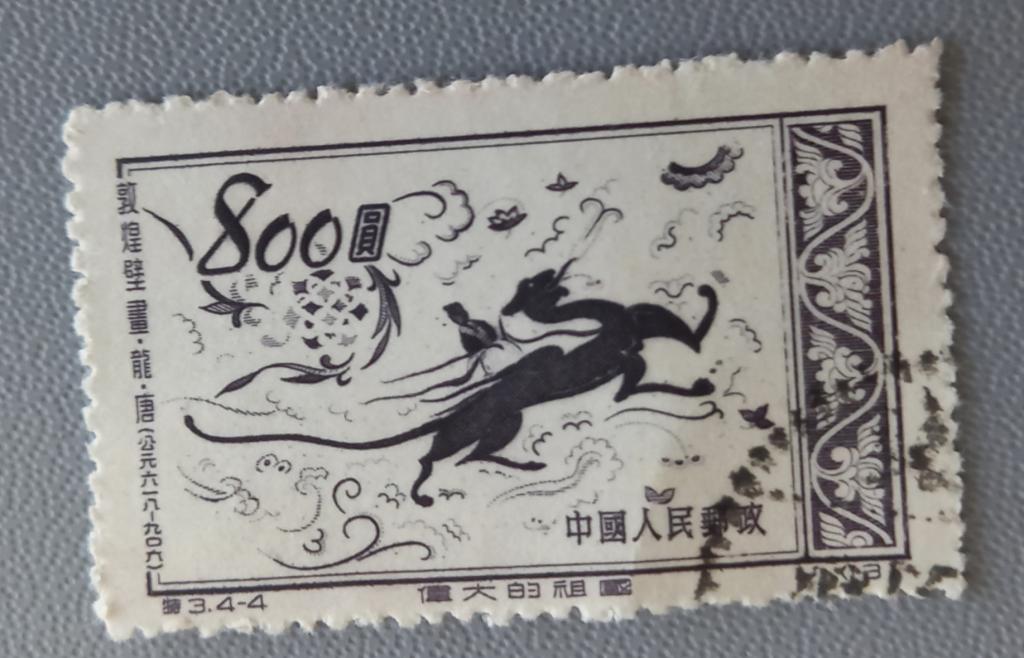 敦煌壁畫·龍·唐(公元六一八-九〇六)
800圓
中國人民郵政
特3.4-4
偉大的祖國